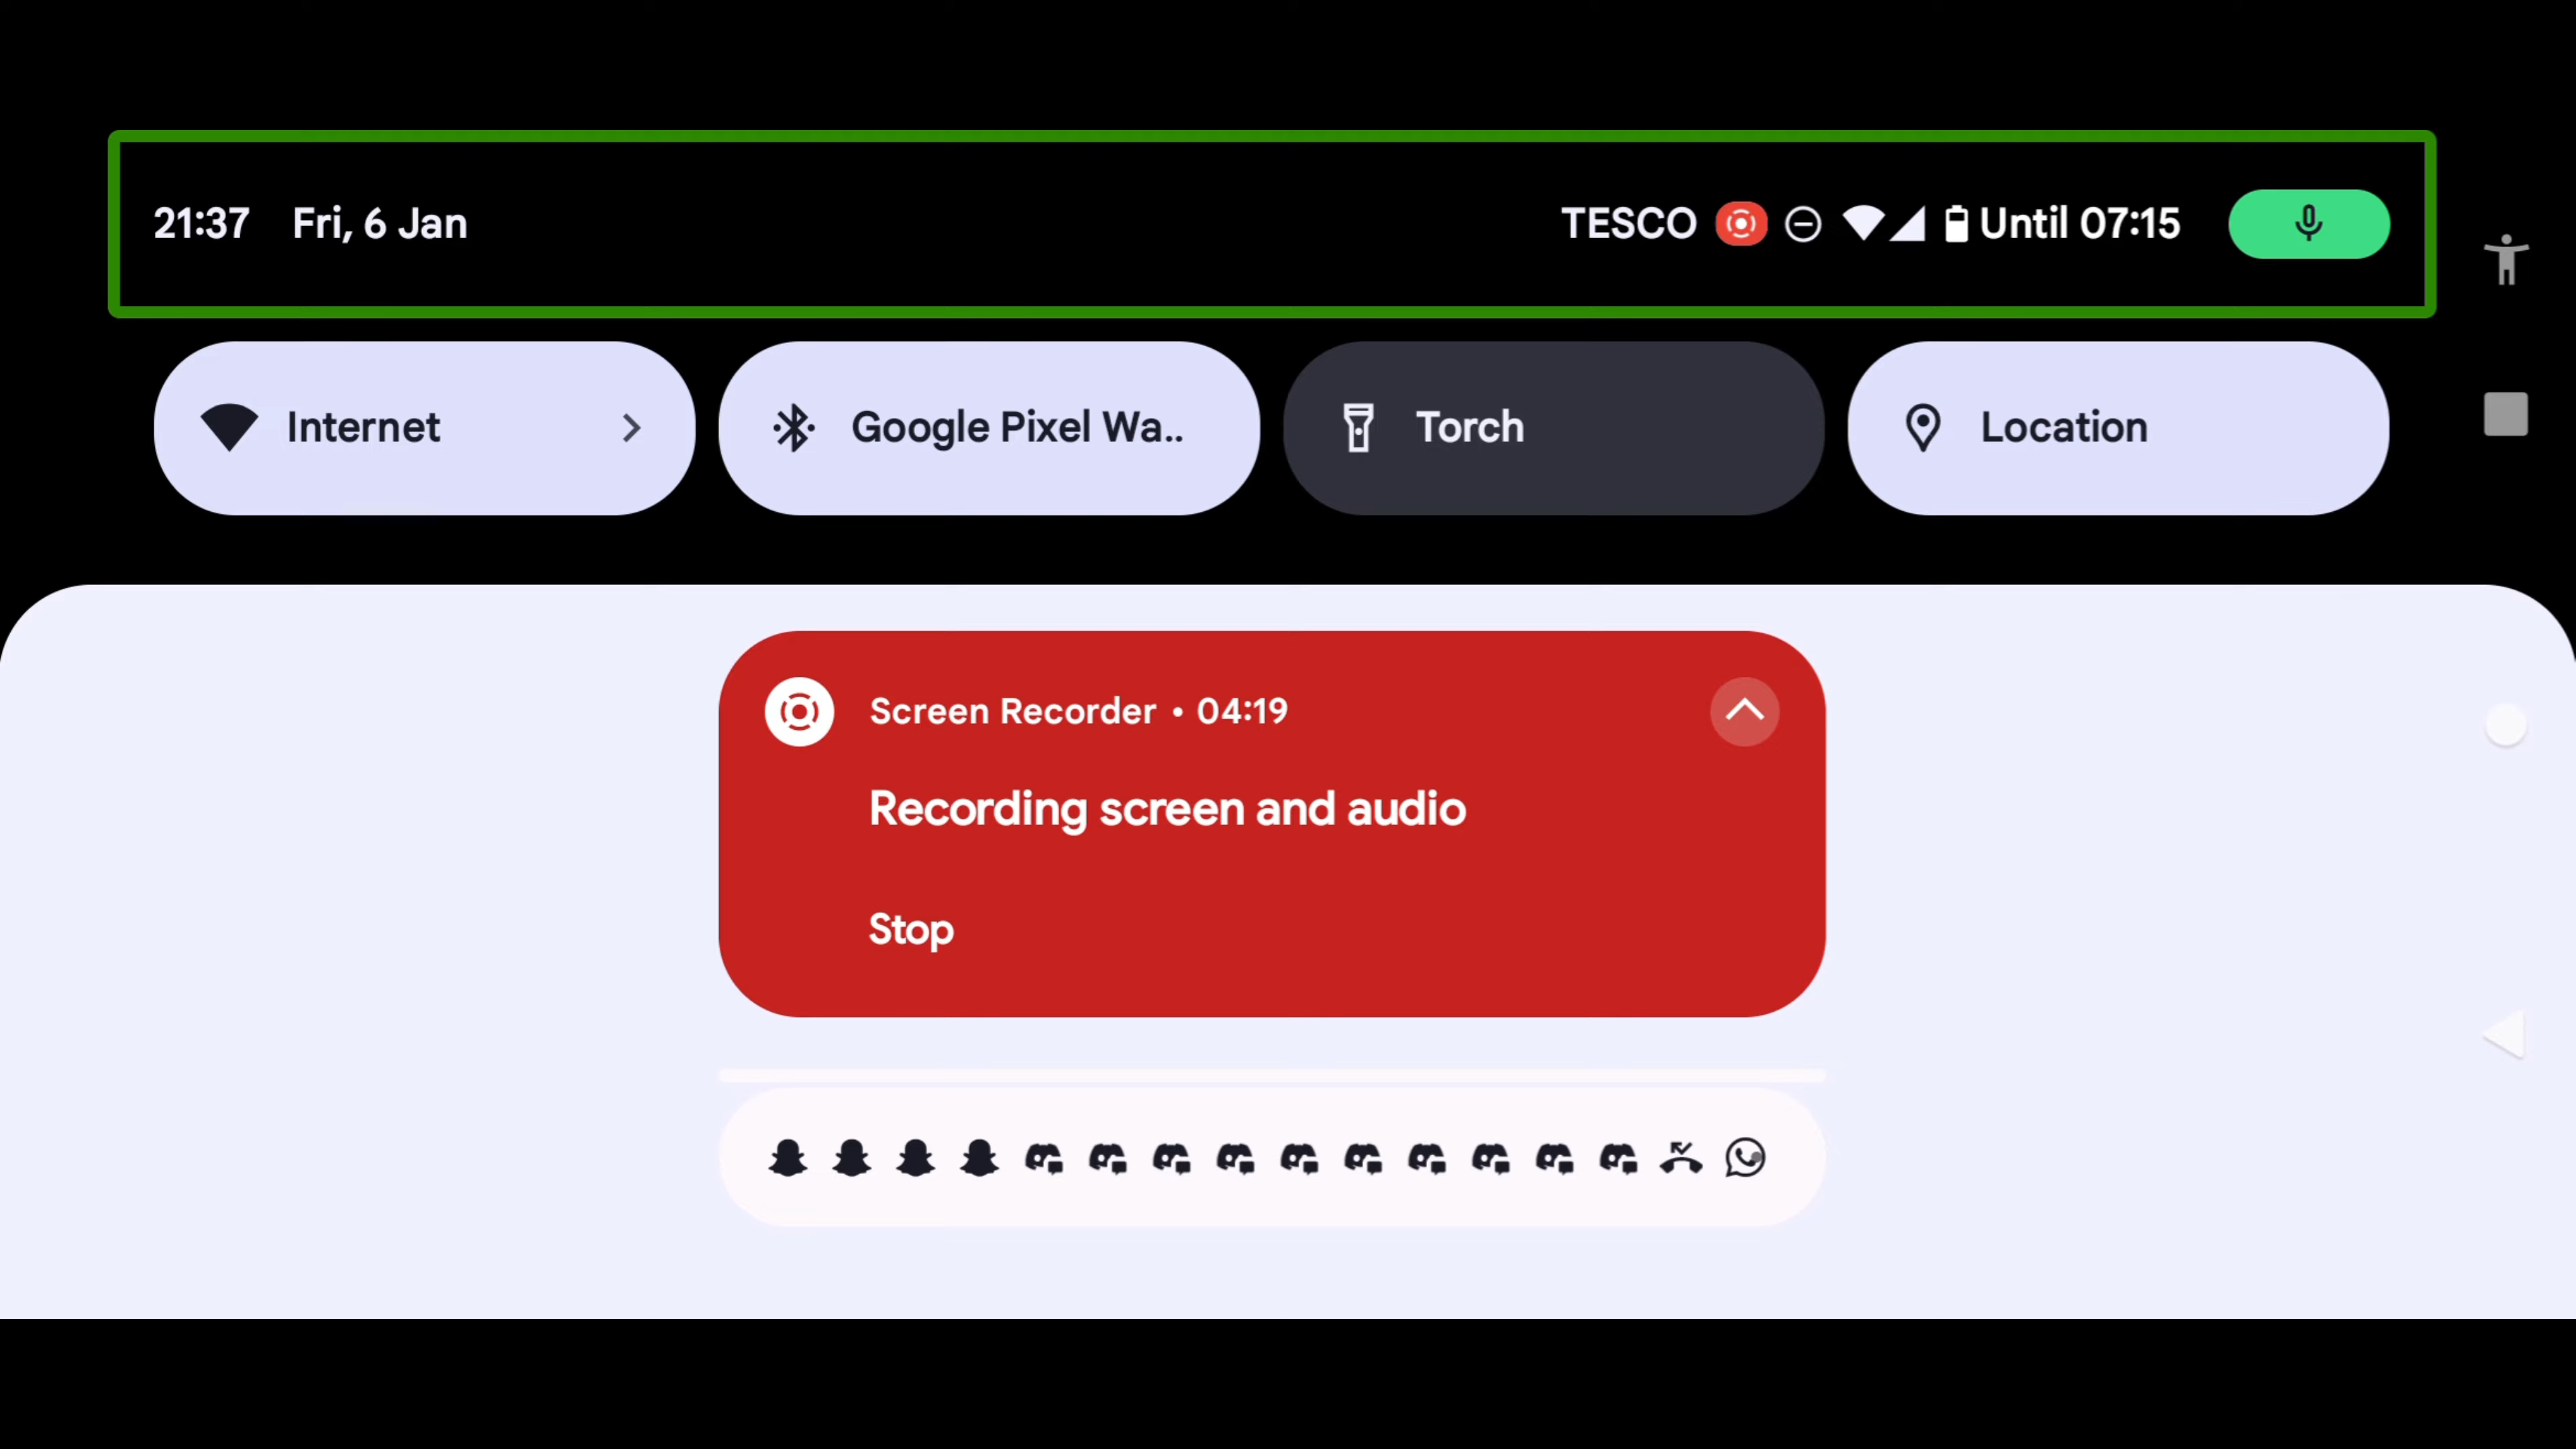 21:37 Fri, 6 Jan TESCO Until 07:15
Internet Google Pixel Wa.. Torch Location
Screen Recorder • 04:19
Recording screen and audio
Stop